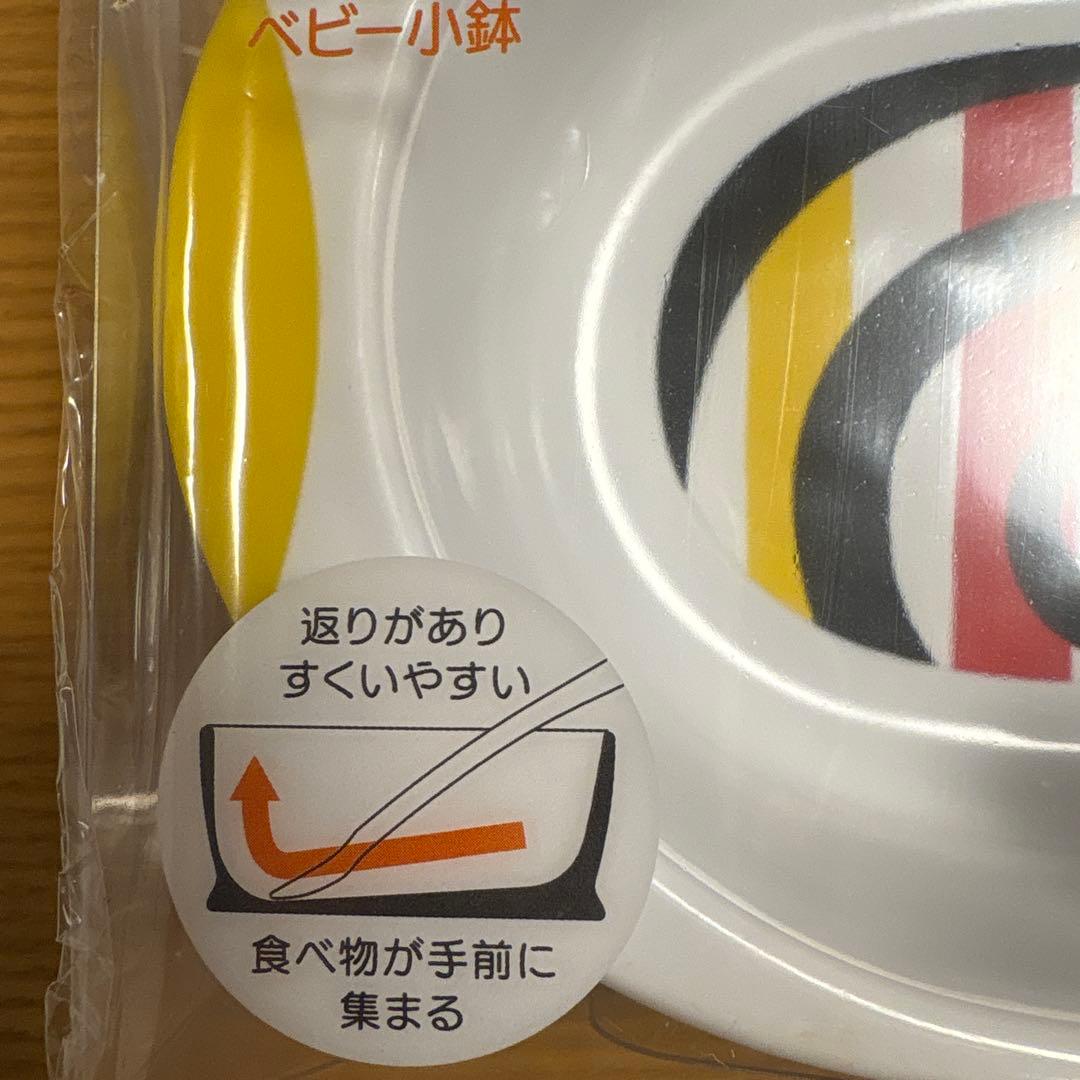 ベビー小鉢
返りがあり
すくいやすい
食べ物が手前に
集まる